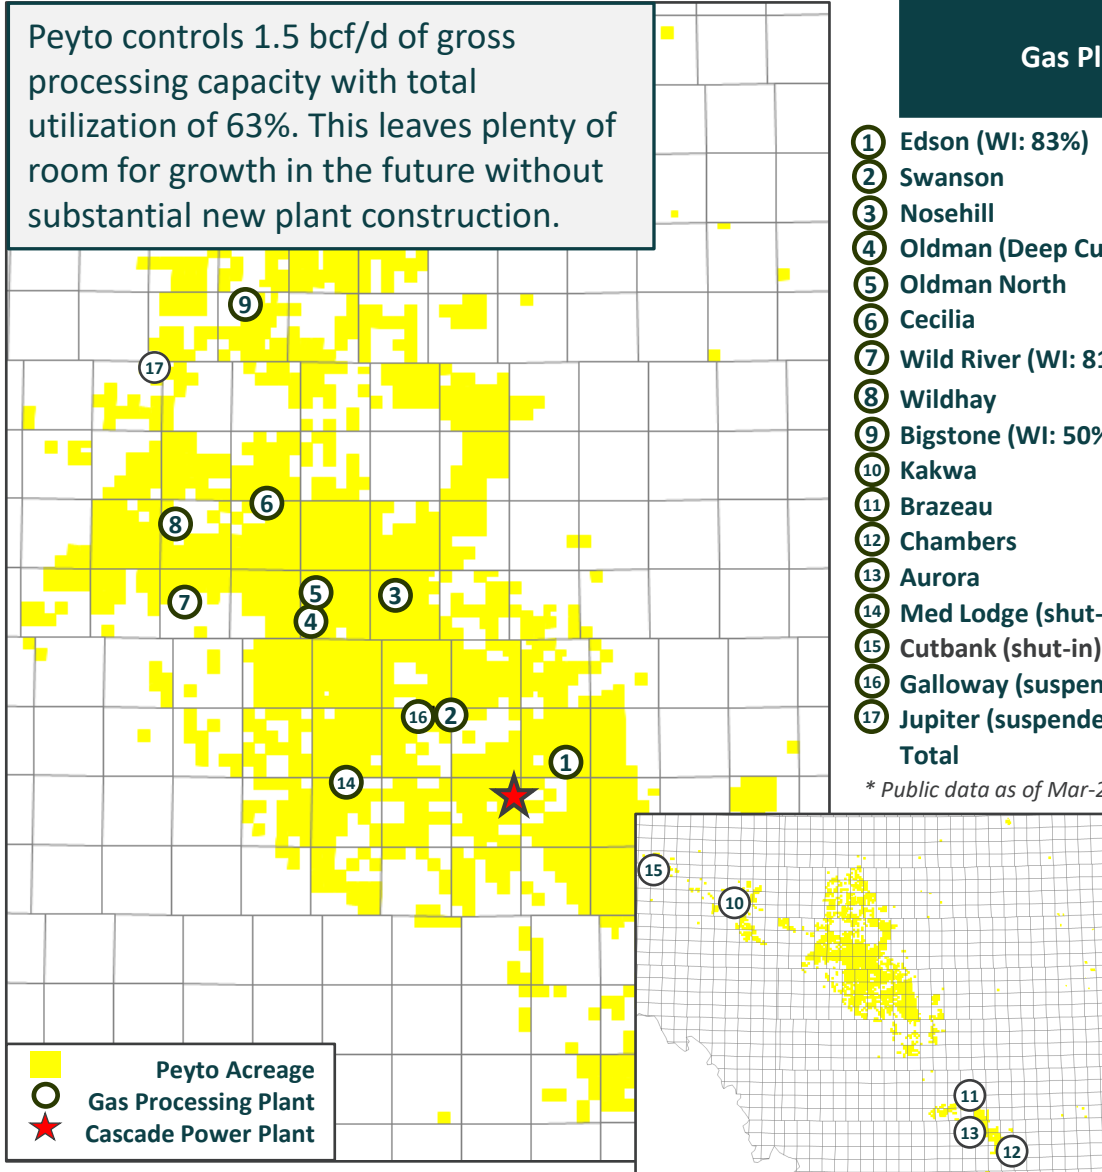 Peyto controls 1.5 bcf/d of gross
processing capacity with total
utilization of 63%. This leaves plenty of
room for growth in the future without
substantial new plant construction.
Gas Pl
1 Edson (WI: 83%)
2 Swanson
3 Nosehill
4 Oldman (Deep Cu
5 Oldman North
6 Cecilia
7 Wild River (WI: 81
8 Wildhay
9 Bigstone (WI: 50%
10 Kakwa
11 Brazeau
12 Chambers
13 Aurora
14 Med Lodge (shut-
15 Cutbank (shut-in)
16 Galloway (suspen
17 Jupiter (suspende
Total
* Public data as of Mar-2
9
17
6
8
5
3
7
4
16 2
1
14
15
10
11
13
12
Peyto Acreage
Gas Processing Plant
Cascade Power Plant